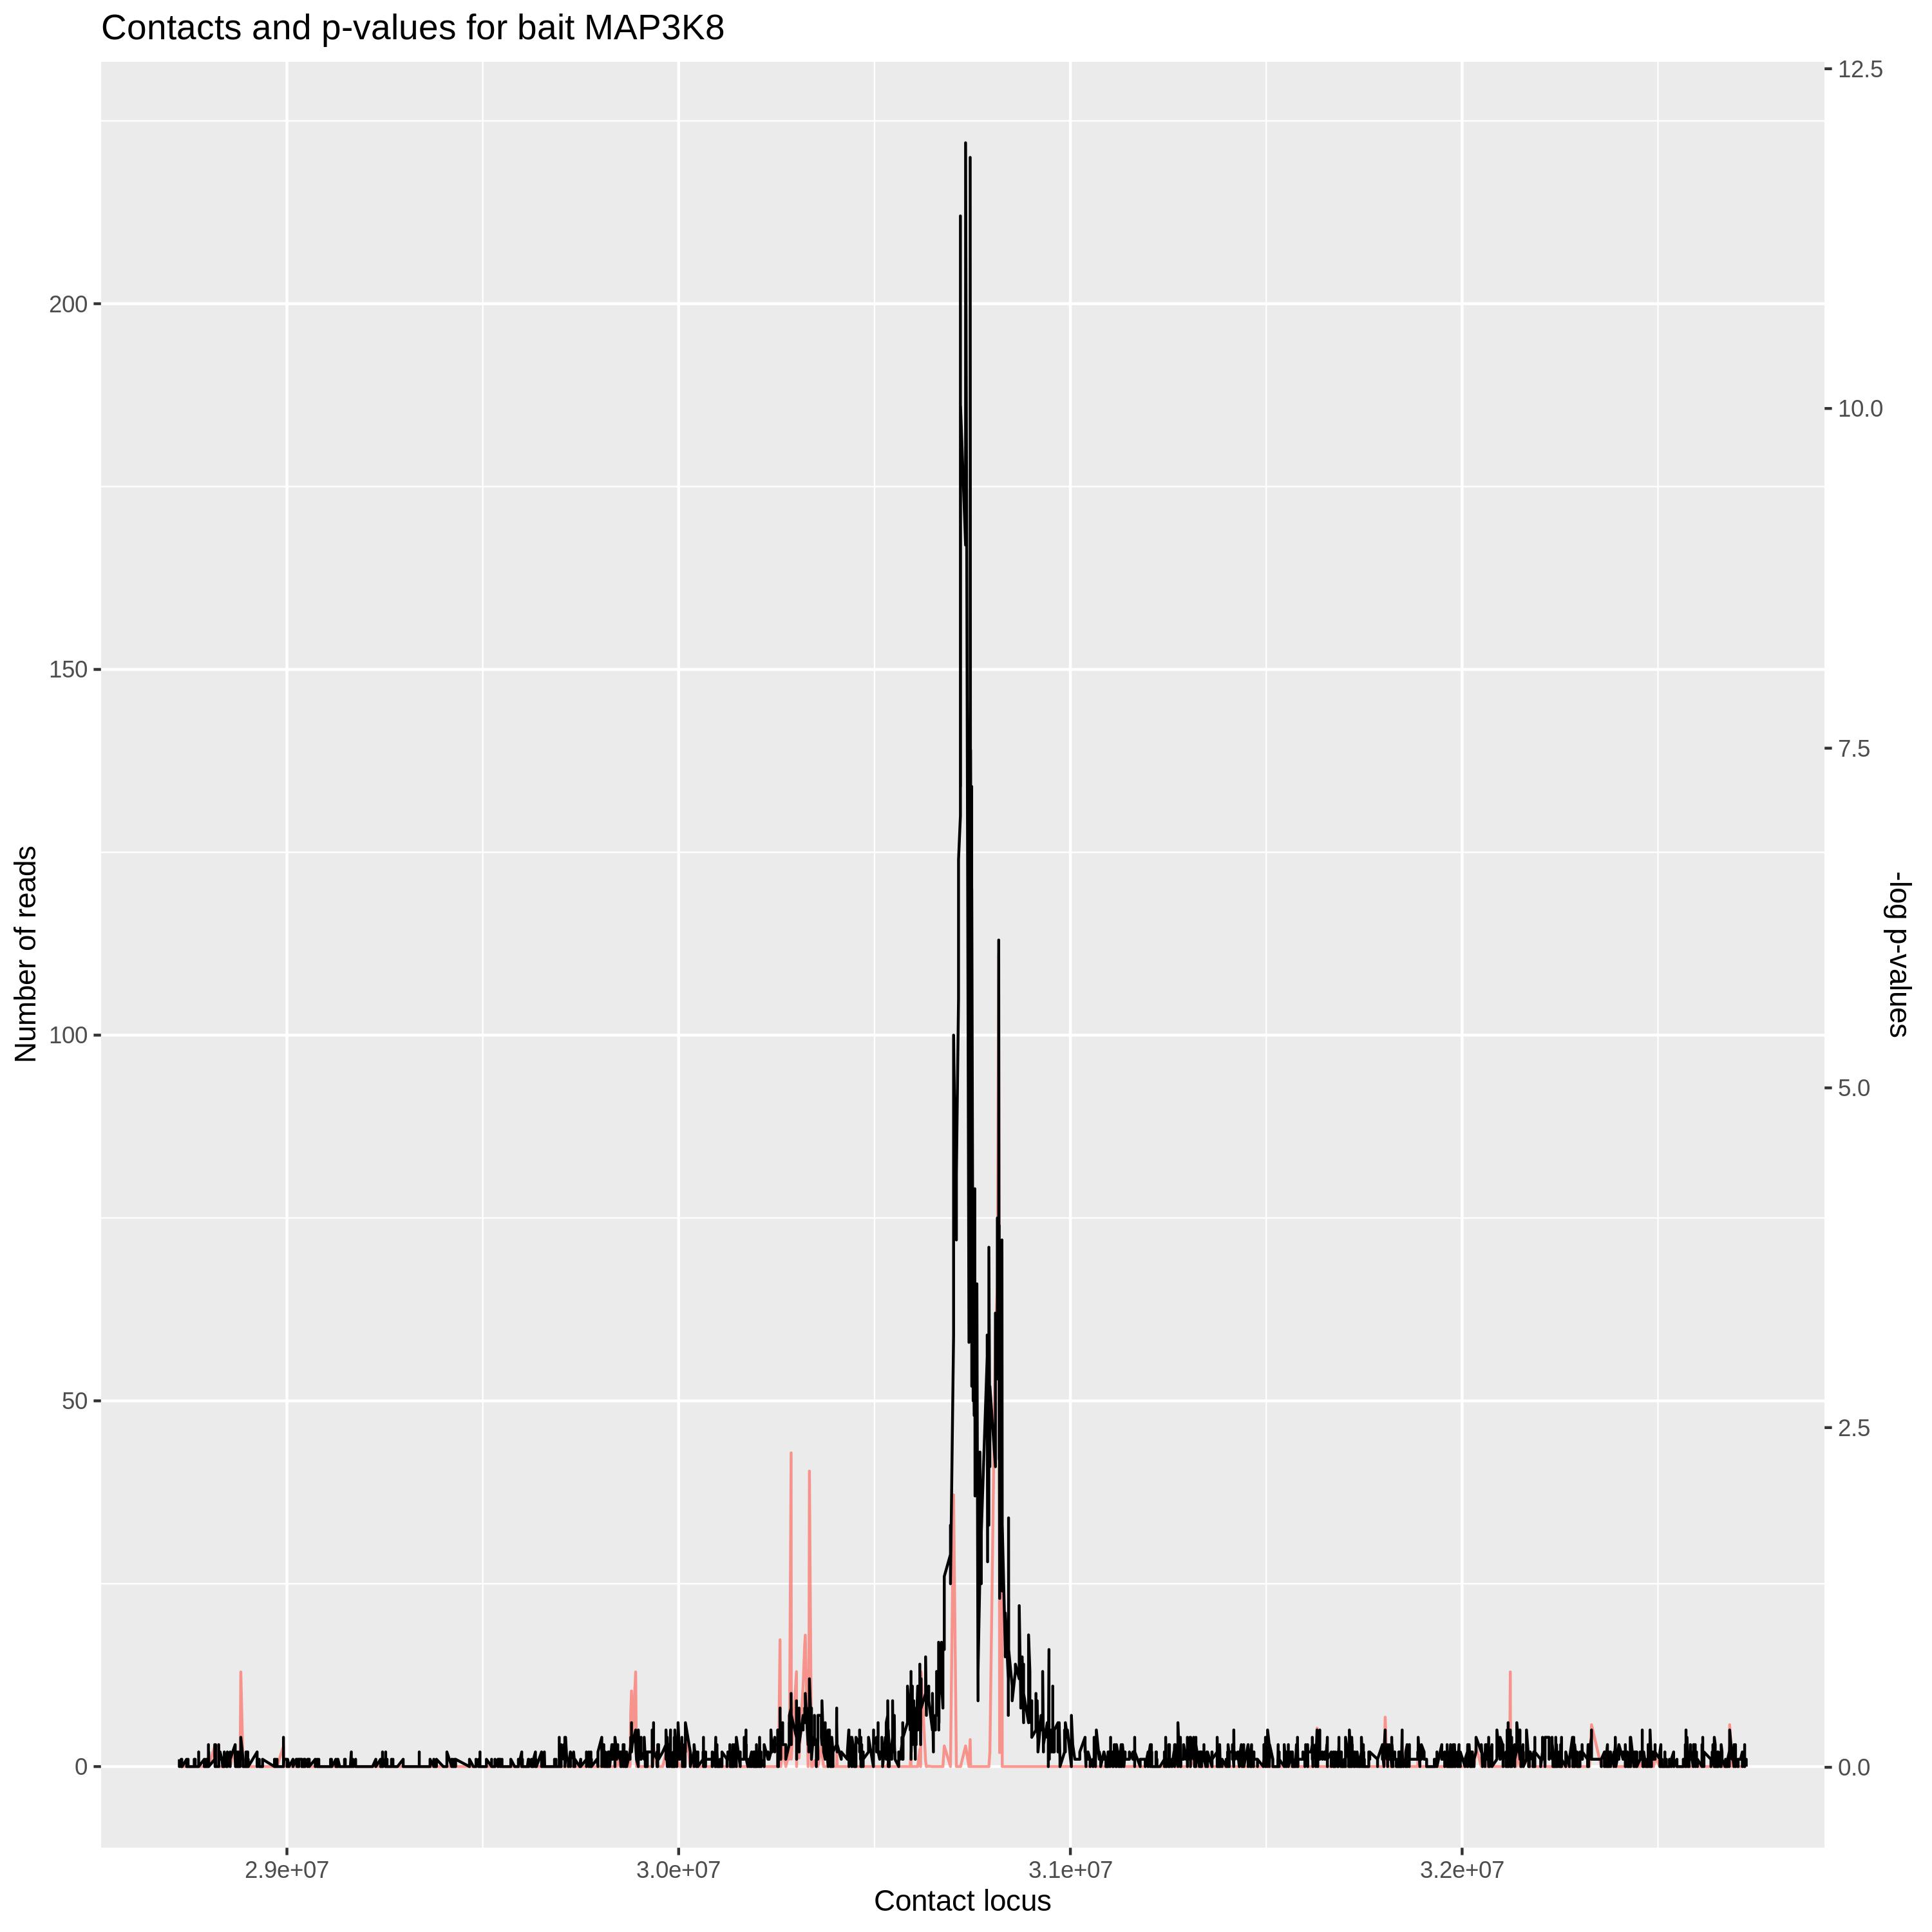 Contacts and p-values for bait MAP3K8
Number of reads
200
150
100
50
0
12.5
10.0
7.5
5.0
2.5
0.0
-log p-values
2.9e+07
3.0e+07
3.1e+07
3.2e+07
Contact locus